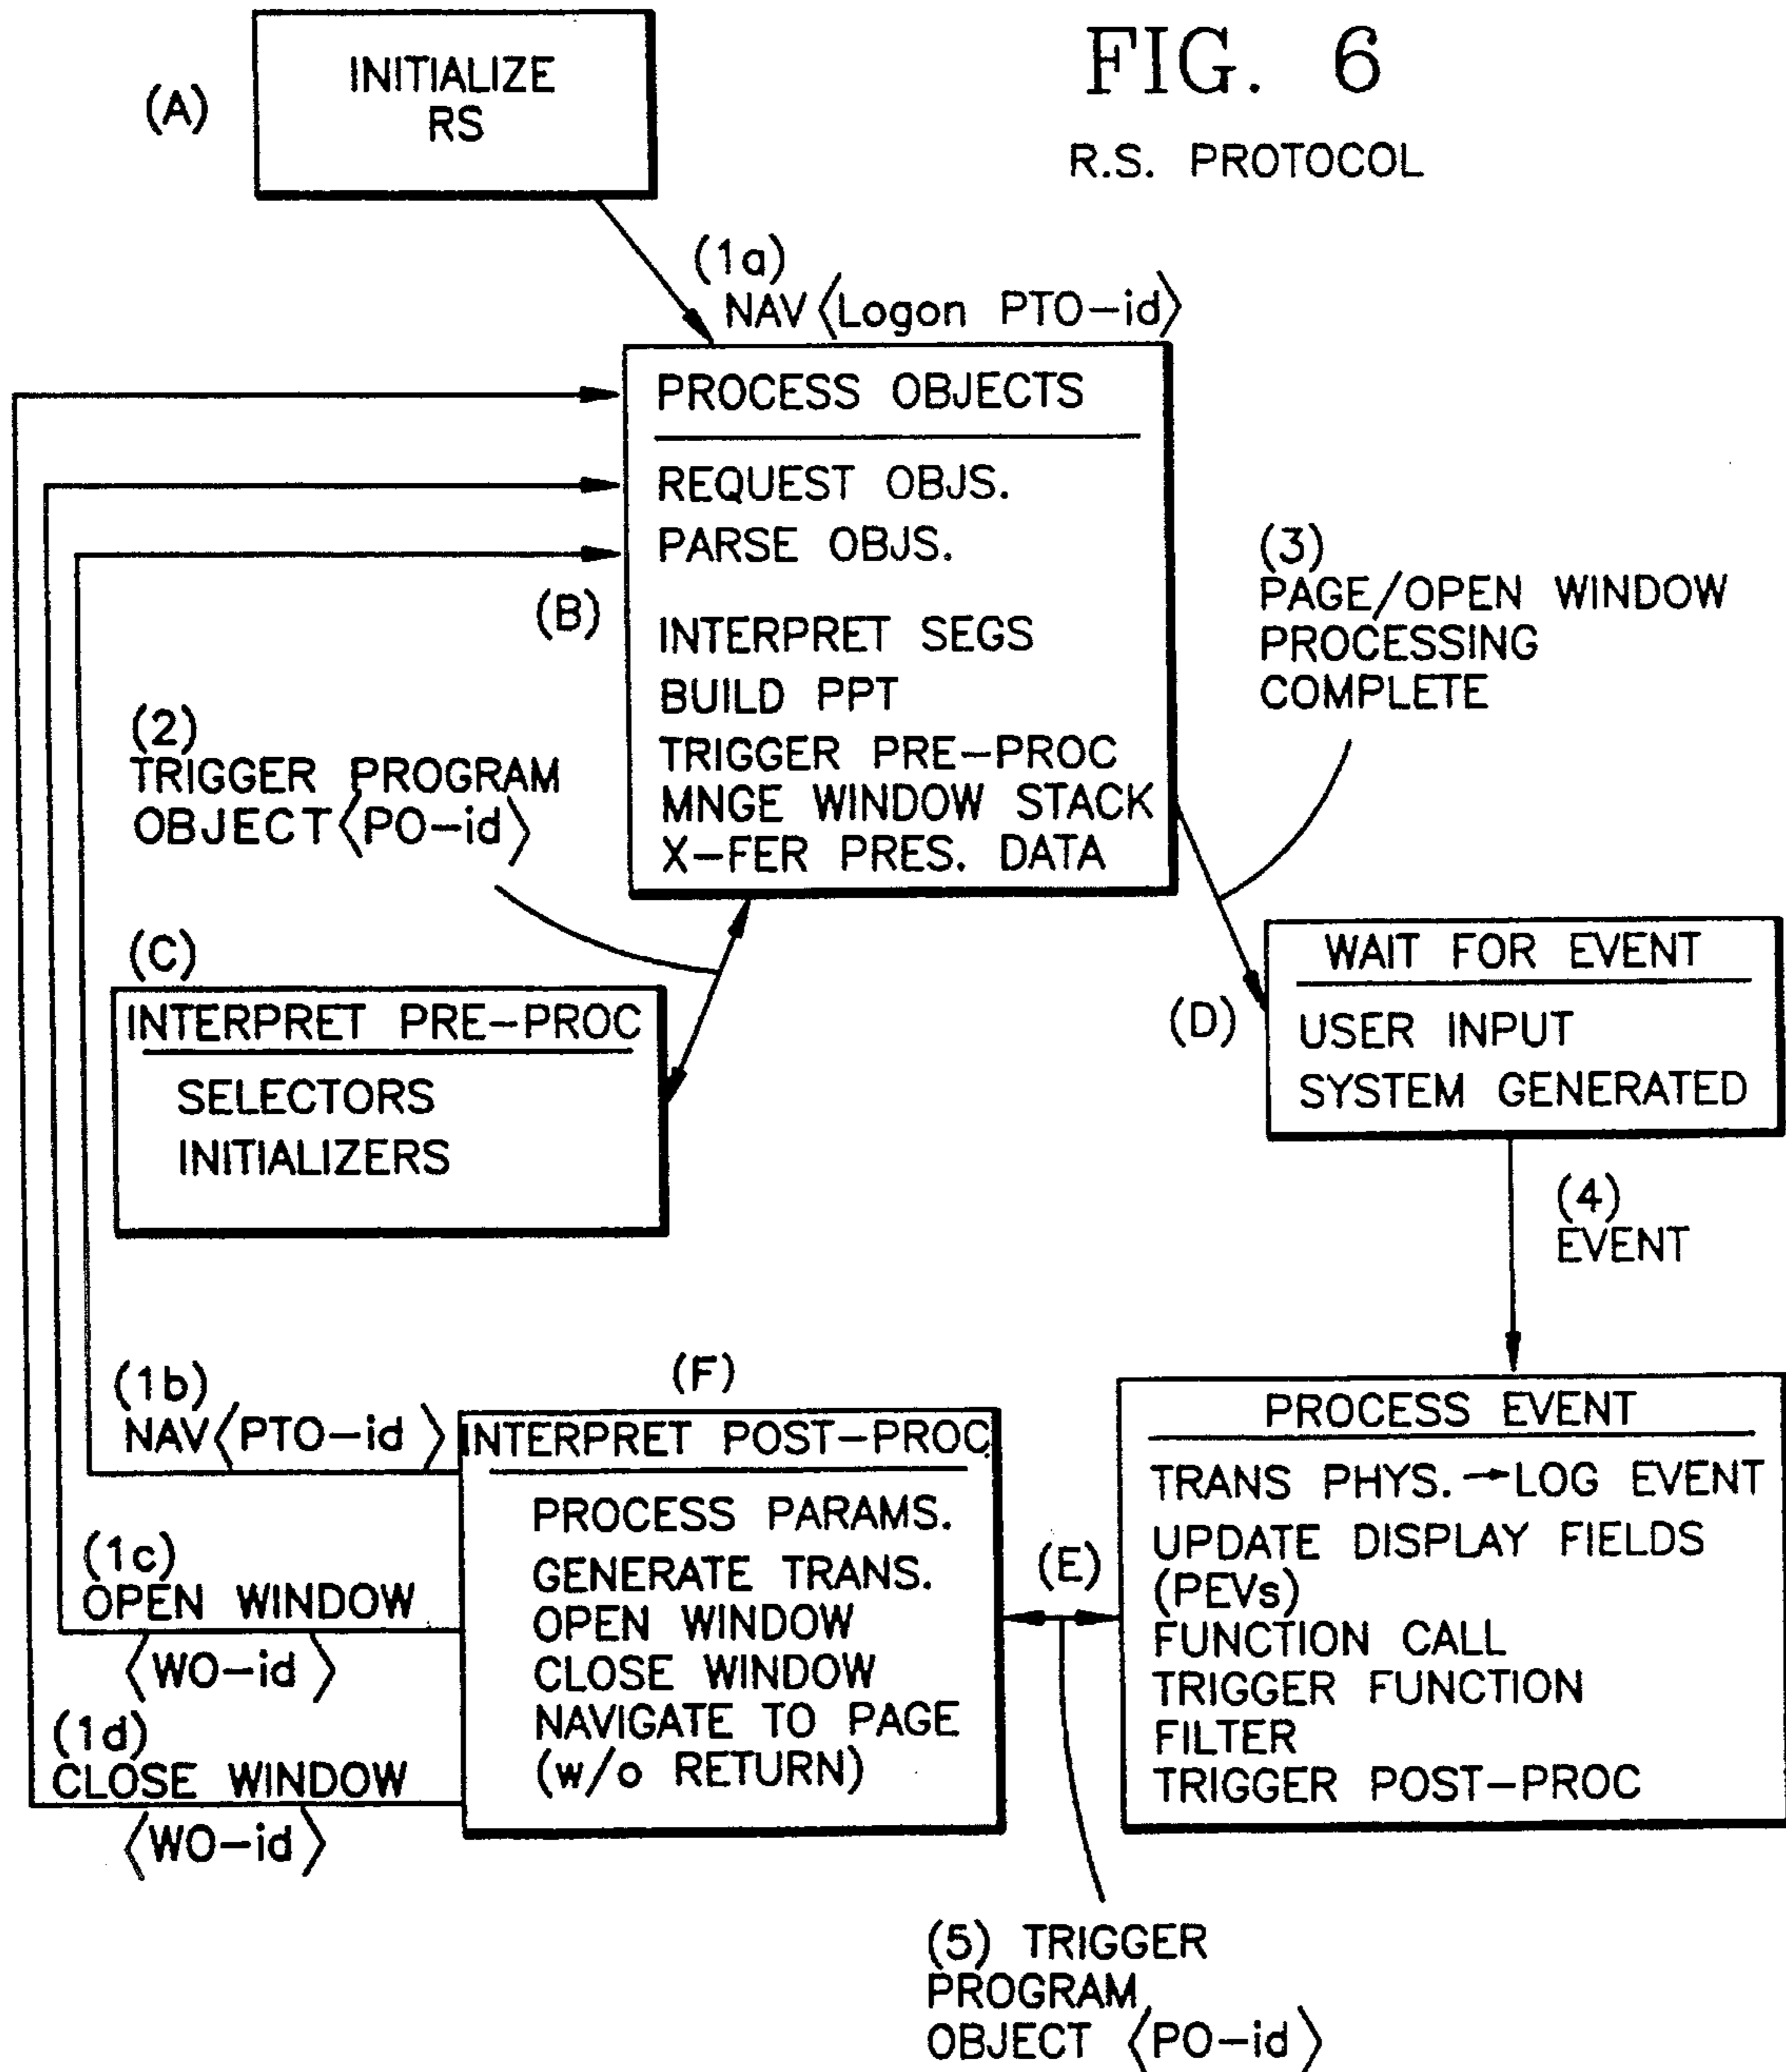 FIG. 6
R.S. PROTOCOL
(A)
INITIALIZE
RS
(1a)
NAV〈Logon PTO-id〉
PROCESS OBJECTS
REQUEST OBJS.
PARSE OBJS.
(B)
INTERPRET SEGS
BUILD PPT
TRIGGER PRE-PROC
MNGE WINDOW STACK
X-FER PRES. DATA
(2)
TRIGGER PROGRAM
OBJECT〈PO-id〉
(3)
PAGE/OPEN WINDOW
PROCESSING
COMPLETE
(C)
INTERPRET PRE-PROC
SELECTORS
INITIALIZERS
(D)
WAIT FOR EVENT
USER INPUT
SYSTEM GENERATED
(4)
EVENT
(1b)
NAV〈PTO-id〉
(1c)
OPEN WINDOW
〈WO-id〉
(1d)
CLOSE WINDOW
〈WO-id〉
(F)
INTERPRET POST-PROC
PROCESS PARAMS.
GENERATE TRANS.
OPEN WINDOW
CLOSE WINDOW
NAVIGATE TO PAGE
(w/o RETURN)
(E)
PROCESS EVENT
TRANS PHYS.→LOG EVENT
UPDATE DISPLAY FIELDS
(PEVs)
FUNCTION CALL
TRIGGER FUNCTION
FILTER
TRIGGER POST-PROC
(5) TRIGGER
PROGRAM
OBJECT 〈PO-id〉